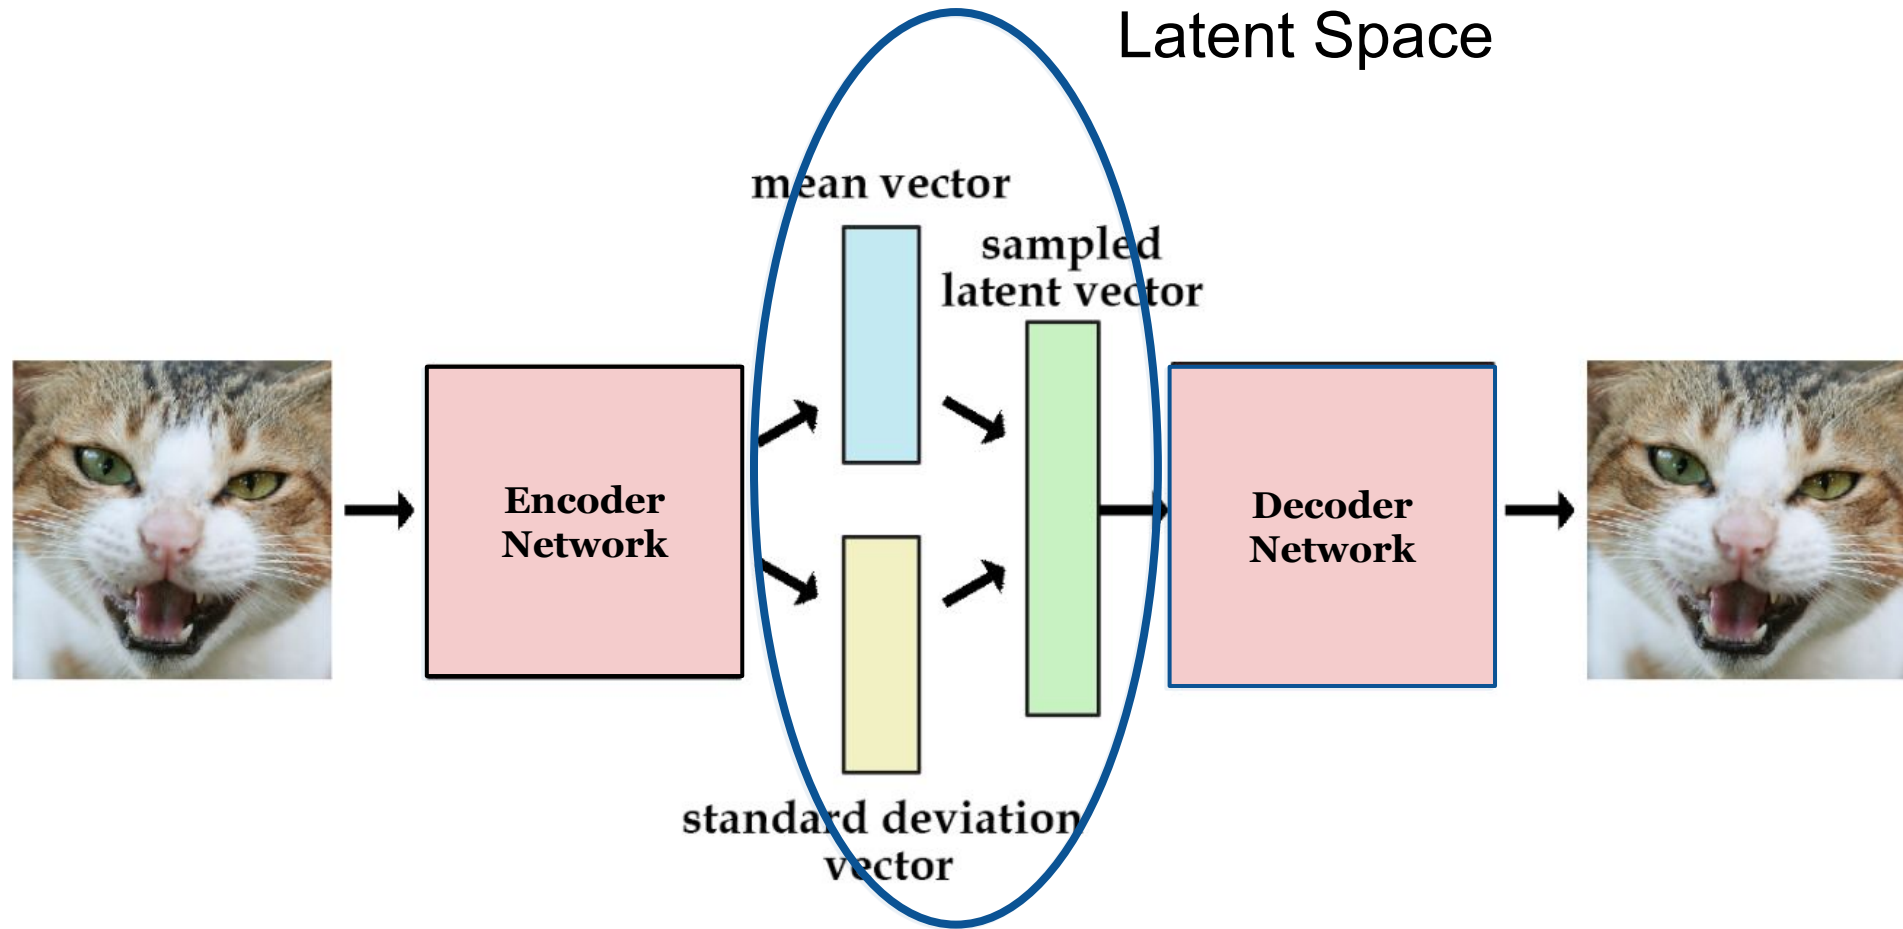 Latent Space
mean vector
sampled
latent vector
Encoder
Network
Decoder
Network
standard deviation
vector